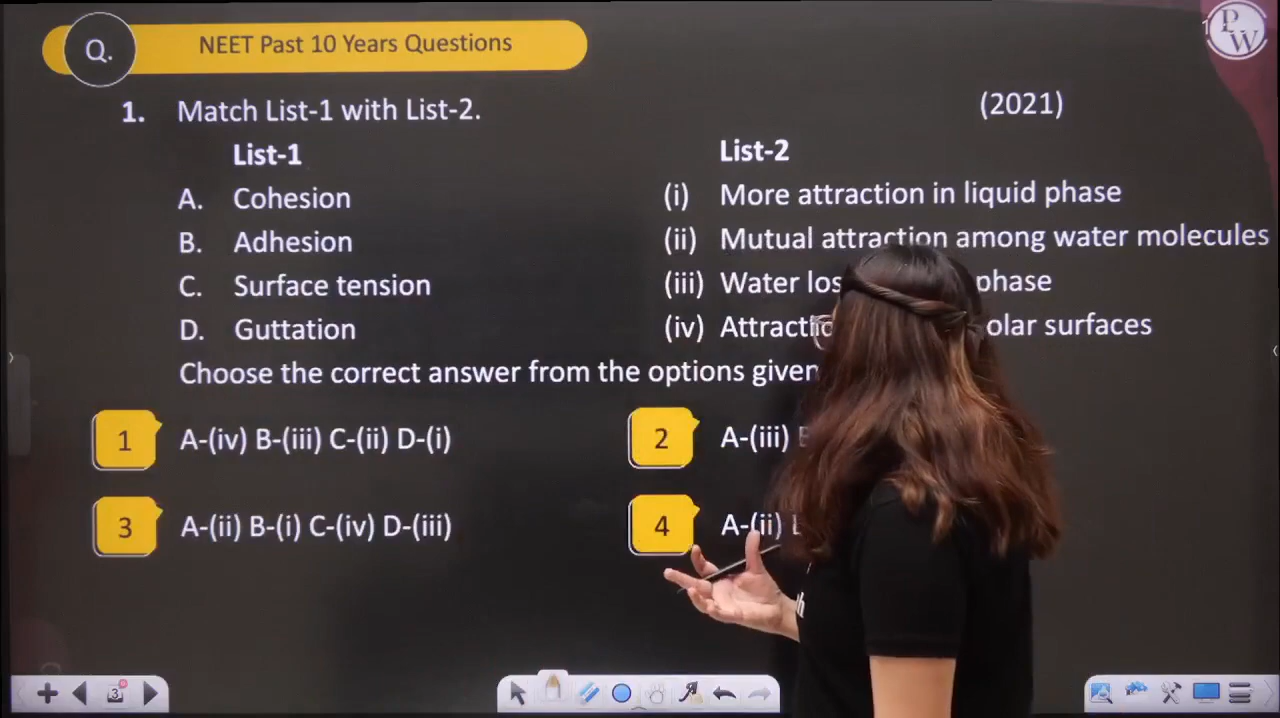 Q.
NEET Past 10 Years Questions
PW
1. Match List-1 with List-2. (2021)
List-1 List-2
A. Cohesion (i) More attraction in liquid phase
B. Adhesion (ii) Mutual attraction among water molecules
C. Surface tension (iii) Water phase
D. Guttation (iv) surfaces
Choose the correct answer from the options given
1 A-(iv) B-(iii) C-(ii) D-(i)
2 A-(iii)
3 A-(ii) B-(i) C-(iv) D-(iii)
4 A-(ii)
3